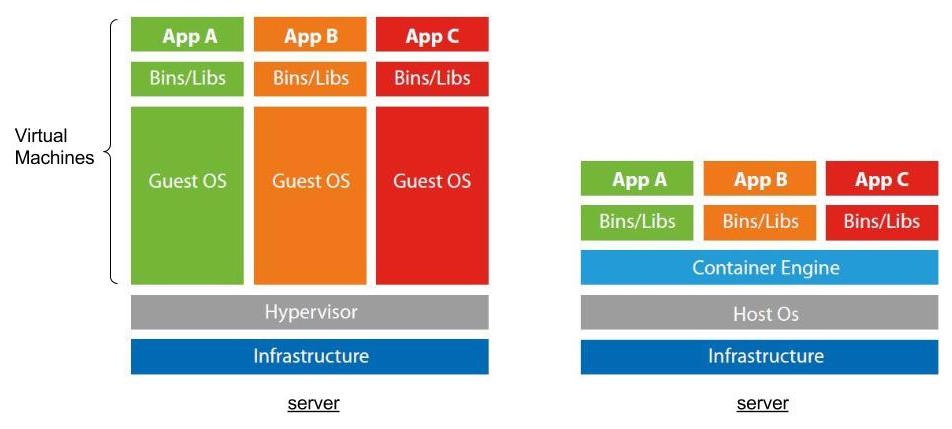 App A
App B
App C
Bins/Libs
Bins/Libs
Bins/Libs
Virtual
Machines
Guest OS
Guest OS
Guest OS
Hypervisor
Infrastructure
server
App A
App B
App C
Bins/Libs
Bins/Libs
Bins/Libs
Container Engine
Host Os
Infrastructure
server